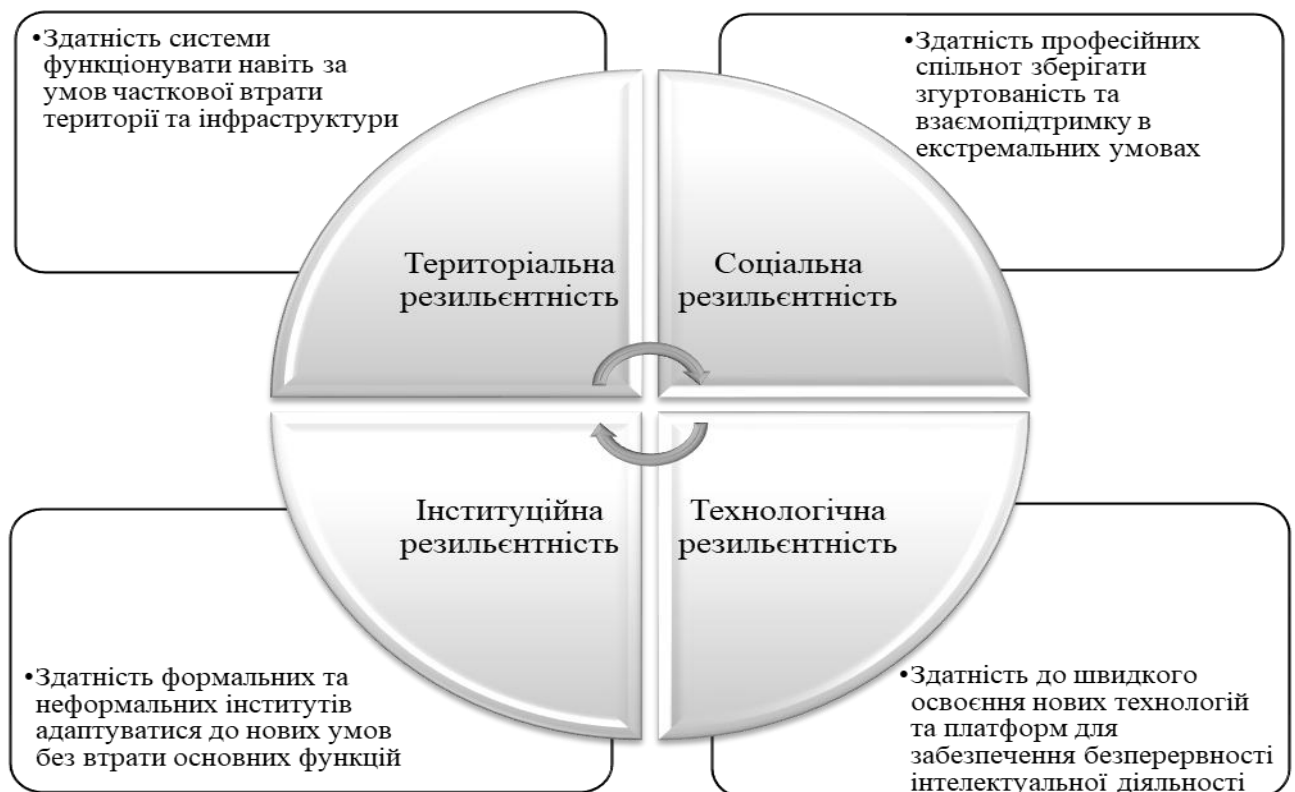 •Здатність системи
функціонувати навіть за
умов часткової втрати
території та інфраструктури
•Здатність професійних
спільнот зберігати
згуртованість та
взаємопідтримку в
екстремальних умовах
Територіальна
резильєнтність
Соціальна
резильєнтність
Інституційна
резильєнтність
Технологічна
резильєнтність
•Здатність формальних та
неформальних інститутів
адаптуватися до нових умов
без втрати основних функцій
•Здатність до швидкого
освоєння нових технологій
та платформ для
забезпечення безперервності
інтелектуальної діяльності